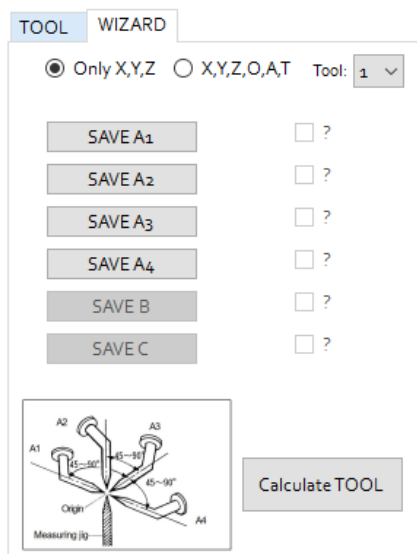 TOOL WIZARD
Only X,Y,Z X,Y,Z,O,A,T Tool: 1
SAVE A1 ?
SAVE A2 ?
SAVE A3 ?
SAVE A4 ?
SAVE B ?
SAVE C ?
A2 A3
A1 45~90° 45~90°
45~90°
Origin A4
Measuring jig
Calculate TOOL